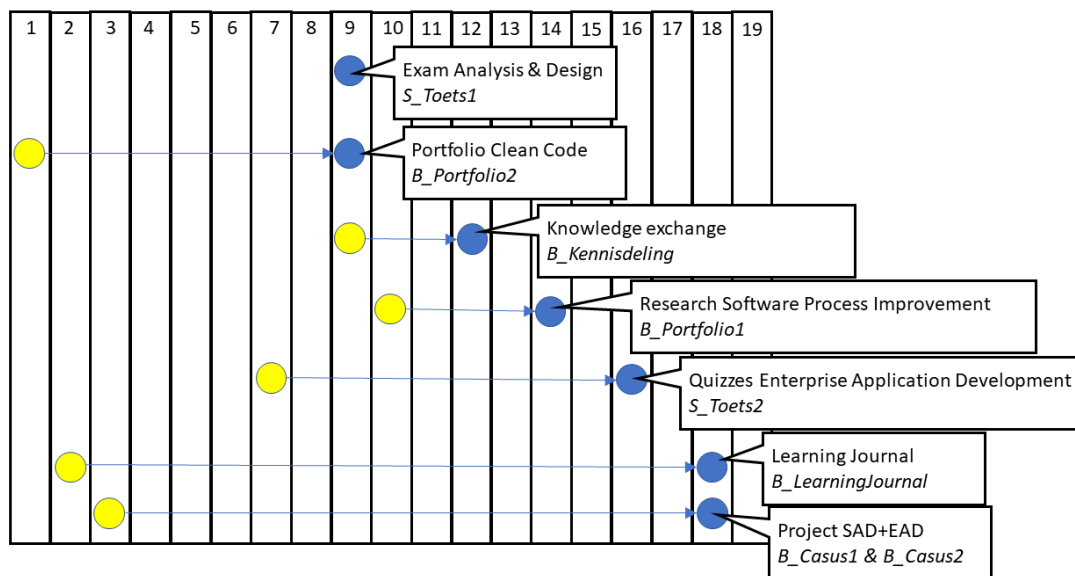 1 2 3 4 5 6 7 8 9 10 11 12 13 14 15 16 17 18 19
Exam Analysis & Design
S_Toets1
Portfolio Clean Code
B_Portfolio2
Knowledge exchange
B_Kennisdeling
Research Software Process Improvement
B_Portfolio1
Quizzes Enterprise Application Development
S_Toets2
Learning Journal
B_LearningJournal
Project SAD+EAD
B_Casus1 & B_Casus2